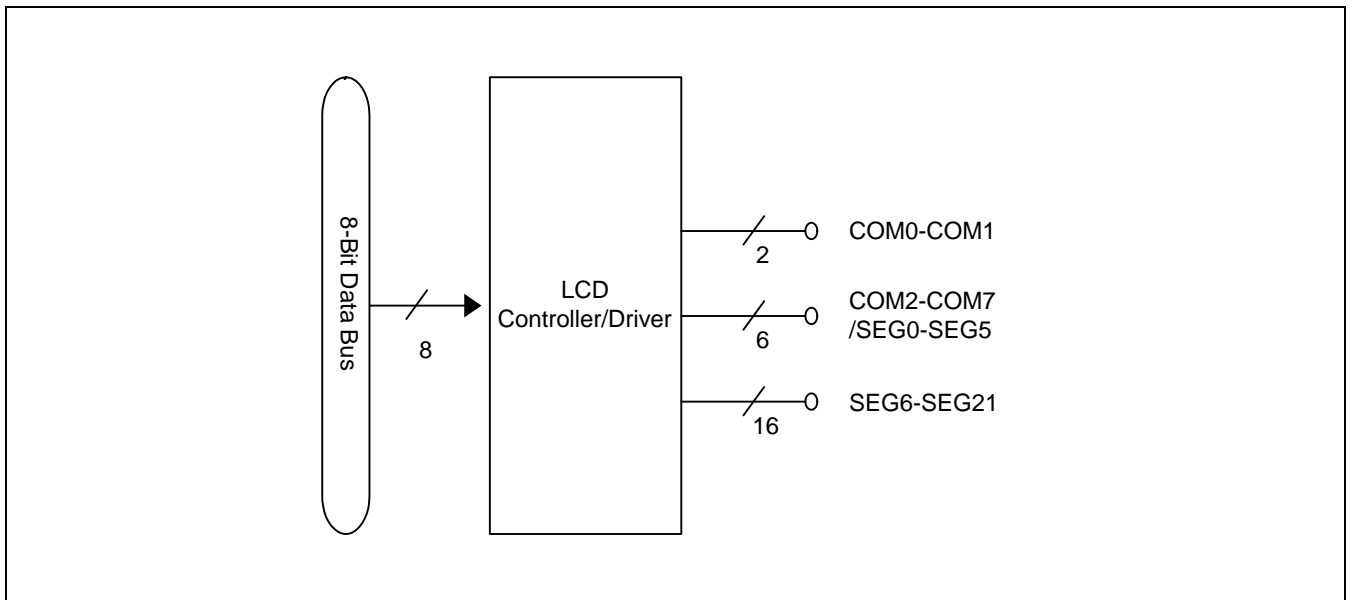 8-Bit Data Bus
8
LCD
Controller/Driver
2
COM0-COM1
6
COM2-COM7
/SEG0-SEG5
16
SEG6-SEG21